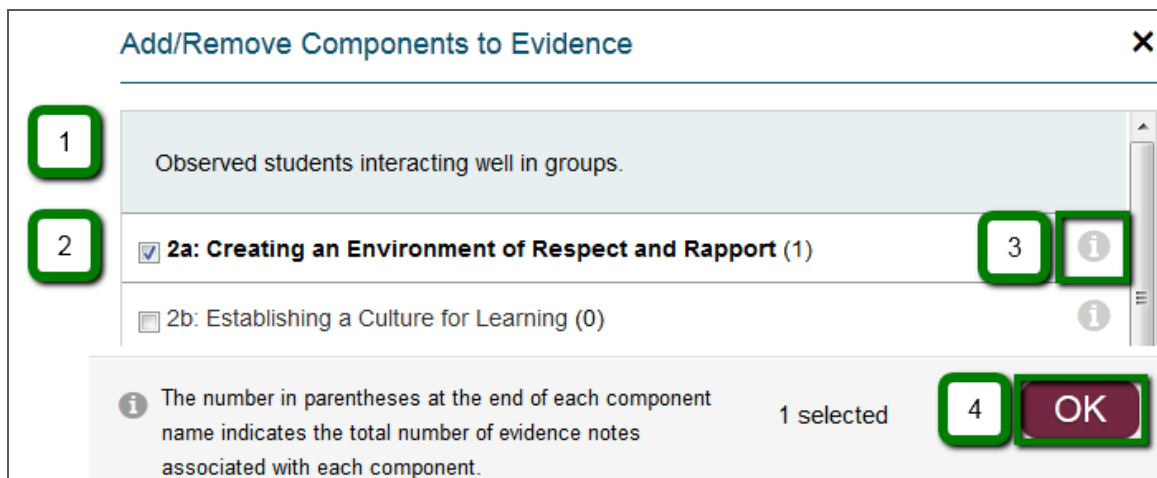 Add/Remove Components to Evidence
1
Observed students interacting well in groups.
2
2a: Creating an Environment of Respect and Rapport (1)
3
2b: Establishing a Culture for Learning (0)
The number in parentheses at the end of each component
name indicates the total number of evidence notes
associated with each component.
1 selected
4
OK